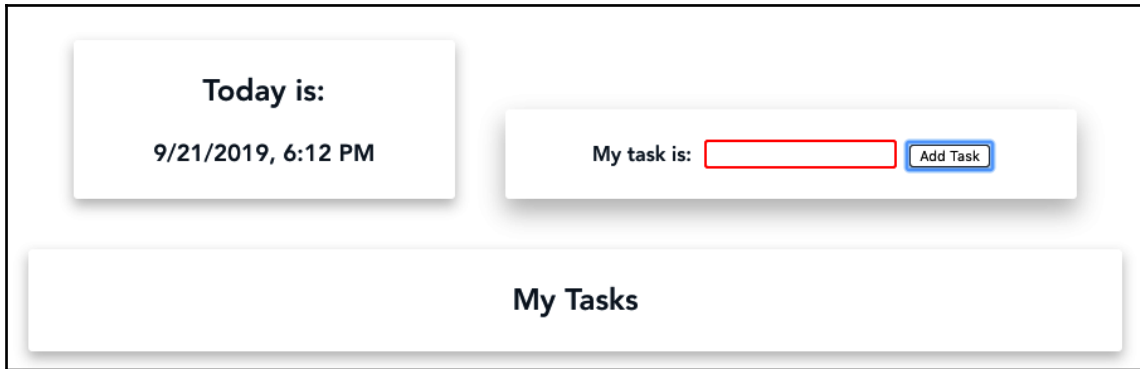 Today is:
9/21/2019, 6:12 PM
My task is: Add Task
My Tasks